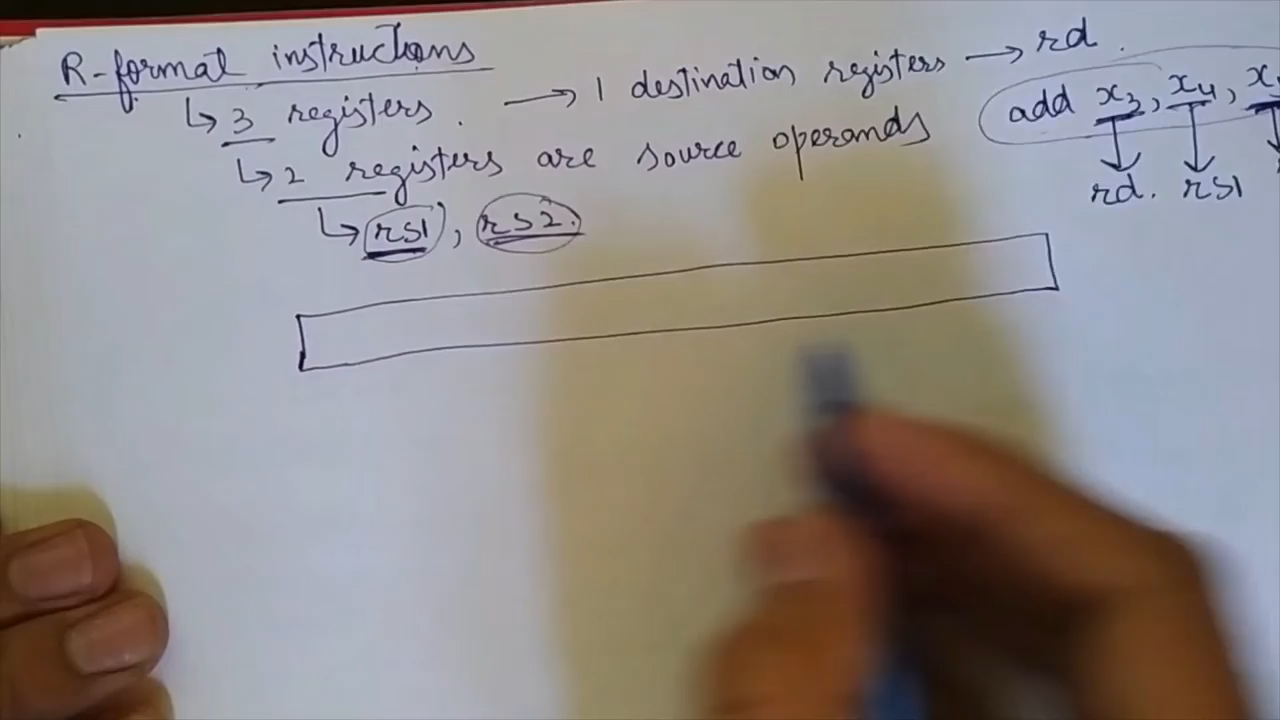 R-format instructions
↳ 3 registers. → 1 destination registers → rd.
↳ 2 registers are source operands
↳ rs1, rs2.
add x3, x4,
rd. rs1